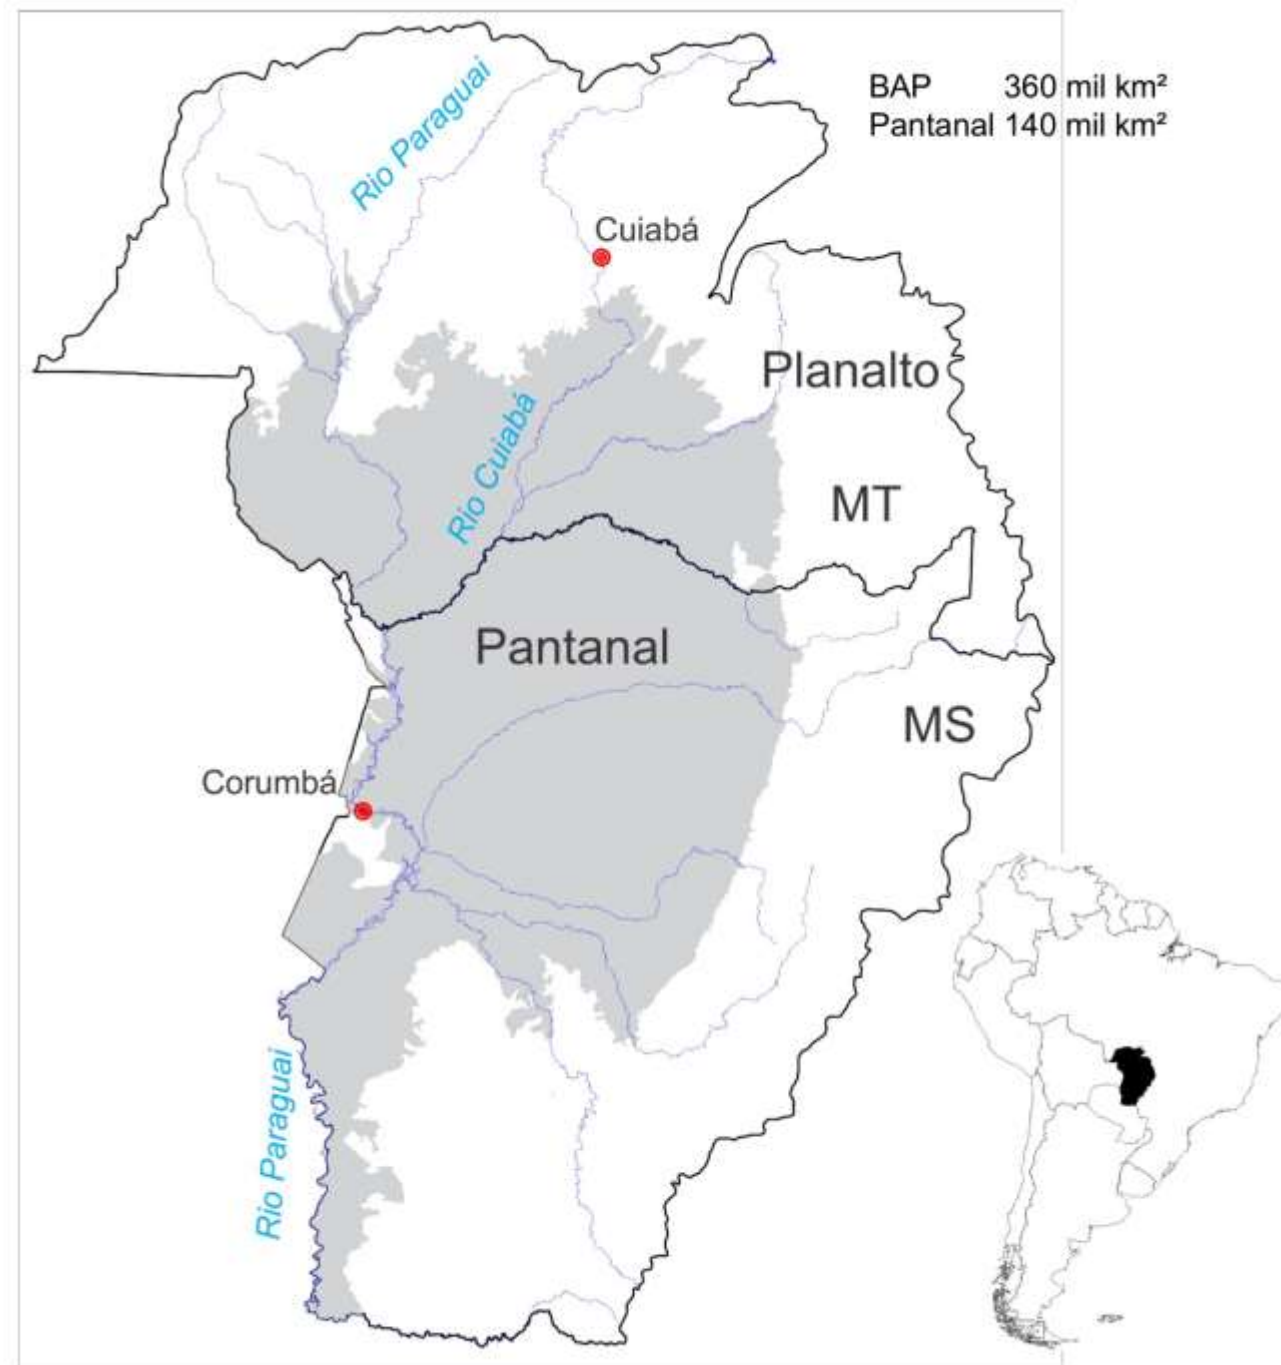 BAP 360 mil km²
Pantanal 140 mil km²
Rio Paraguai
Cuiabá
Planalto
Rio Cuiabá
MT
Pantanal
MS
Corumbá
Rio Paraguai